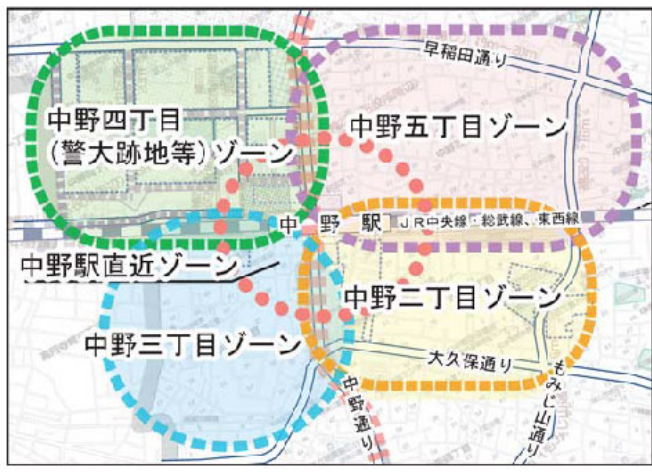 早稲田通り
中野四丁目
（警大跡地等）ゾーン
中野五丁目ゾーン
中野駅
JR中央線・総武線、東西線
中野駅直近ゾーン
中野二丁目ゾーン
中野三丁目ゾーン
大久保通り
もみじ山通り
中野通り